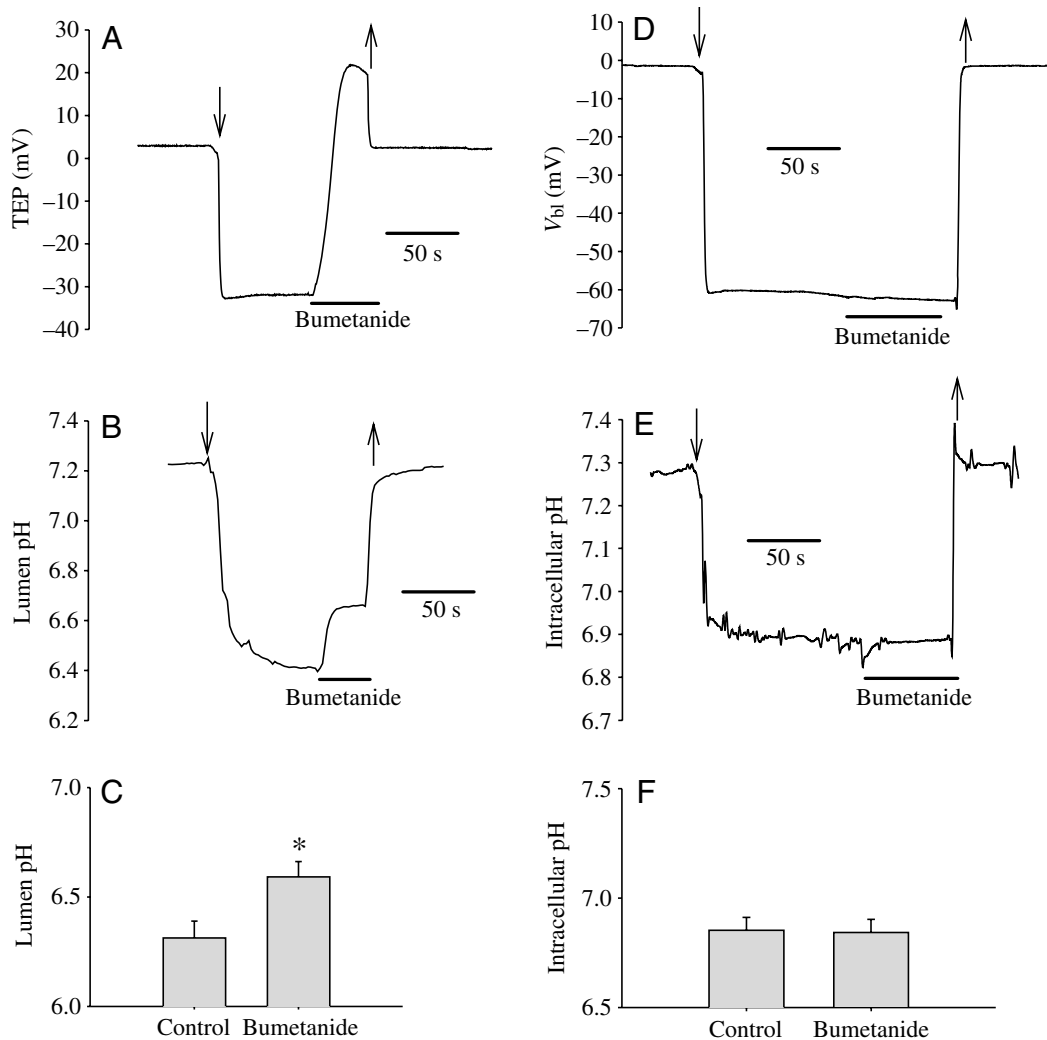 A
TEP (mV)
30
20
10
0
–10
–20
–30
–40
50 s
Bumetanide
D
V_bl (mV)
10
0
–10
–20
–30
–40
–50
–60
–70
50 s
Bumetanide
B
Lumen pH
7.4
7.2
7.0
6.8
6.6
6.4
6.2
50 s
Bumetanide
E
Intracellular pH
7.4
7.3
7.2
7.1
7.0
6.9
6.8
6.7
50 s
Bumetanide
C
Lumen pH
7.0
6.5
6.0
*
Control Bumetanide
F
Intracellular pH
7.5
7.0
6.5
Control Bumetanide